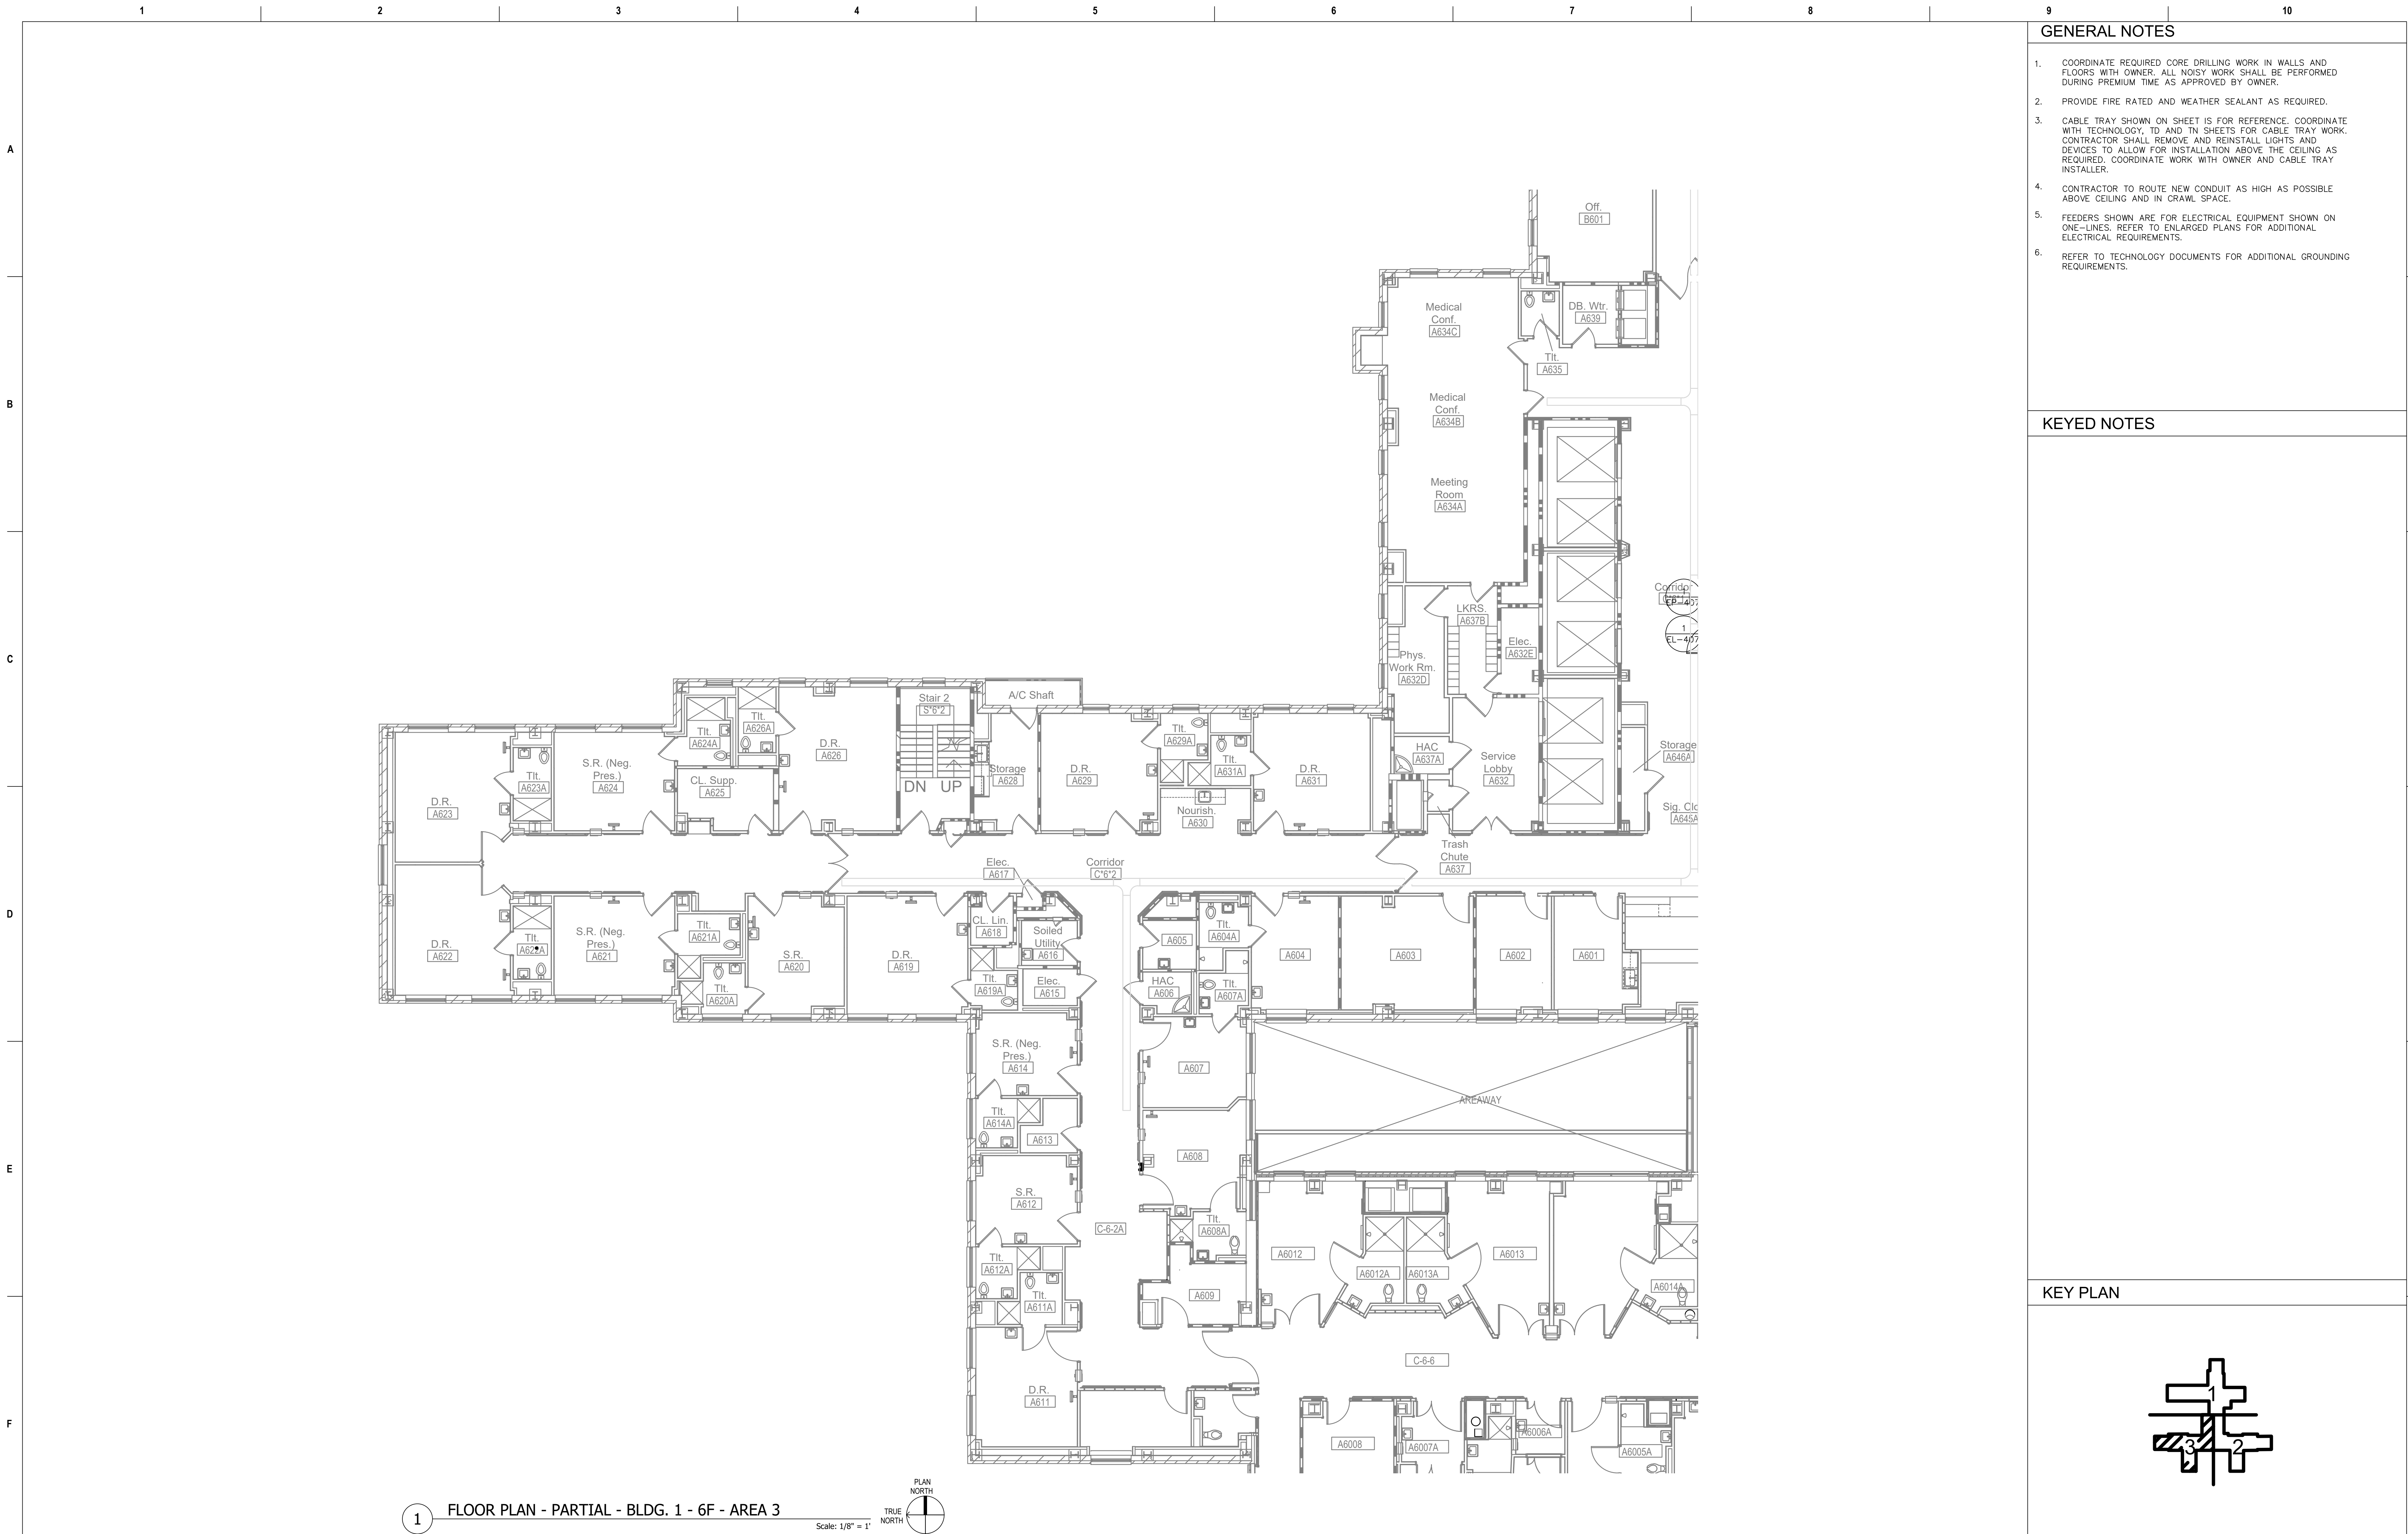 1 2 3 4 5 6 7 8 9 10
A
B
C
D
E
F
GENERAL NOTES
1. COORDINATE REQUIRED CORE DRILLING WORK IN WALLS AND
FLOORS WITH OWNER. ALL NOISY WORK SHALL BE PERFORMED
DURING PREMIUM TIME AS APPROVED BY OWNER.
2. PROVIDE FIRE RATED AND WEATHER SEALANT AS REQUIRED.
3. CABLE TRAY SHOWN ON SHEET IS FOR REFERENCE. COORDINATE
WITH TECHNOLOGY, TD AND TN SHEETS FOR CABLE TRAY WORK.
CONTRACTOR SHALL REMOVE AND REINSTALL LIGHTS AND
DEVICES TO ALLOW FOR INSTALLATION ABOVE THE CEILING AS
REQUIRED. COORDINATE WORK WITH OWNER AND CABLE TRAY
INSTALLER.
4. CONTRACTOR TO ROUTE NEW CONDUIT AS HIGH AS POSSIBLE
ABOVE CEILING AND IN CRAWL SPACE.
5. FEEDERS SHOWN ARE FOR ELECTRICAL EQUIPMENT SHOWN ON
ONE-LINES. REFER TO ENLARGED PLANS FOR ADDITIONAL
ELECTRICAL REQUIREMENTS.
6. REFER TO TECHNOLOGY DOCUMENTS FOR ADDITIONAL GROUNDING
REQUIREMENTS.
KEYED NOTES
KEY PLAN
1
3
2
Off.
B601
Medical
Conf.
A634C
DB. Wtr.
A639
Tlt.
A635
Medical
Conf.
A634B
Meeting
Room
A634A
Corridor
EP-407
1
EL-407
LKRS.
A637B
Elec.
A632E
Phys.
Work Rm.
A632D
HAC
A637A
Service
Lobby
A632
Storage
A646A
Sig. Clo
A645A
Trash
Chute
A637
Stair 2
S*6*2
A/C Shaft
Tlt.
A624A
Tlt.
A626A
D.R.
A626
DN UP
Storage
A628
D.R.
A629
Tlt.
A629A
Tlt.
A631A
D.R.
A631
Nourish.
A630
D.R.
A623
Tlt.
A623A
S.R. (Neg.
Pres.)
A624
CL. Supp.
A625
Elec.
A617
Corridor
C*6*2
D.R.
A622
Tlt.
A622A
S.R. (Neg.
Pres.)
A621
Tlt.
A621A
Tlt.
A620A
S.R.
A620
D.R.
A619
CL. Lin.
A618
Tlt.
A619A
Soiled
Utility
A616
Elec.
A615
A605
HAC
A606
Tlt.
A604A
Tlt.
A607A
A604
A603
A602
A601
S.R. (Neg.
Pres.)
A614
A607
AREAWAY
Tlt.
A614A
A613
A608
S.R.
A612
C-6-2A
Tlt.
A608A
Tlt.
A612A
Tlt.
A611A
A609
A6012
A6012A
A6013A
A6013
A6014A
D.R.
A611
C-6-6
A6008
A6007A
A6006A
A6005A
1 FLOOR PLAN - PARTIAL - BLDG. 1 - 6F - AREA 3
Scale: 1/8" = 1'
PLAN
NORTH
TRUE
NORTH